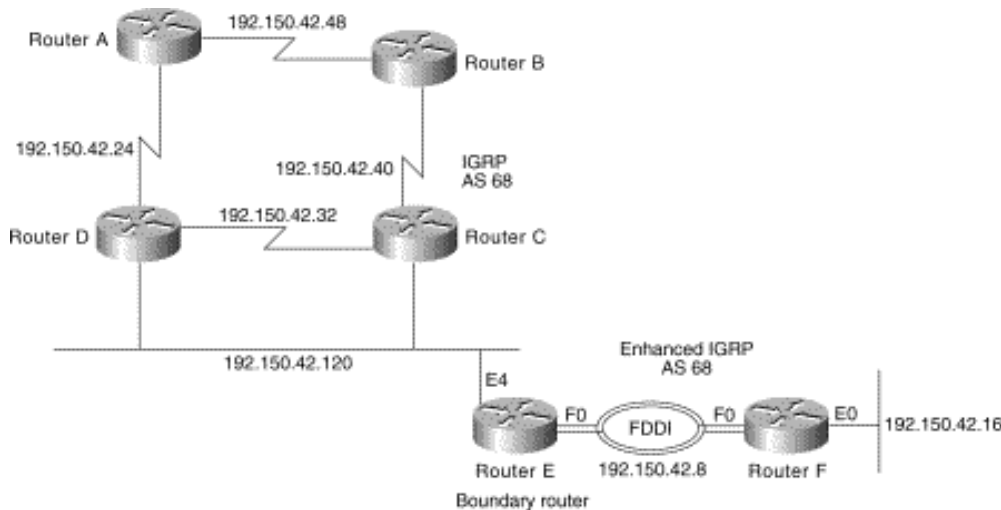 192.150.42.48
Router A
Router B
192.150.42.24
192.150.42.40
IGRP
AS 68
192.150.42.32
Router D
Router C
192.150.42.120
Enhanced IGRP
AS 68
E4
F0
FDDI
F0
E0
192.150.42.16
Router E
192.150.42.8
Router F
Boundary router